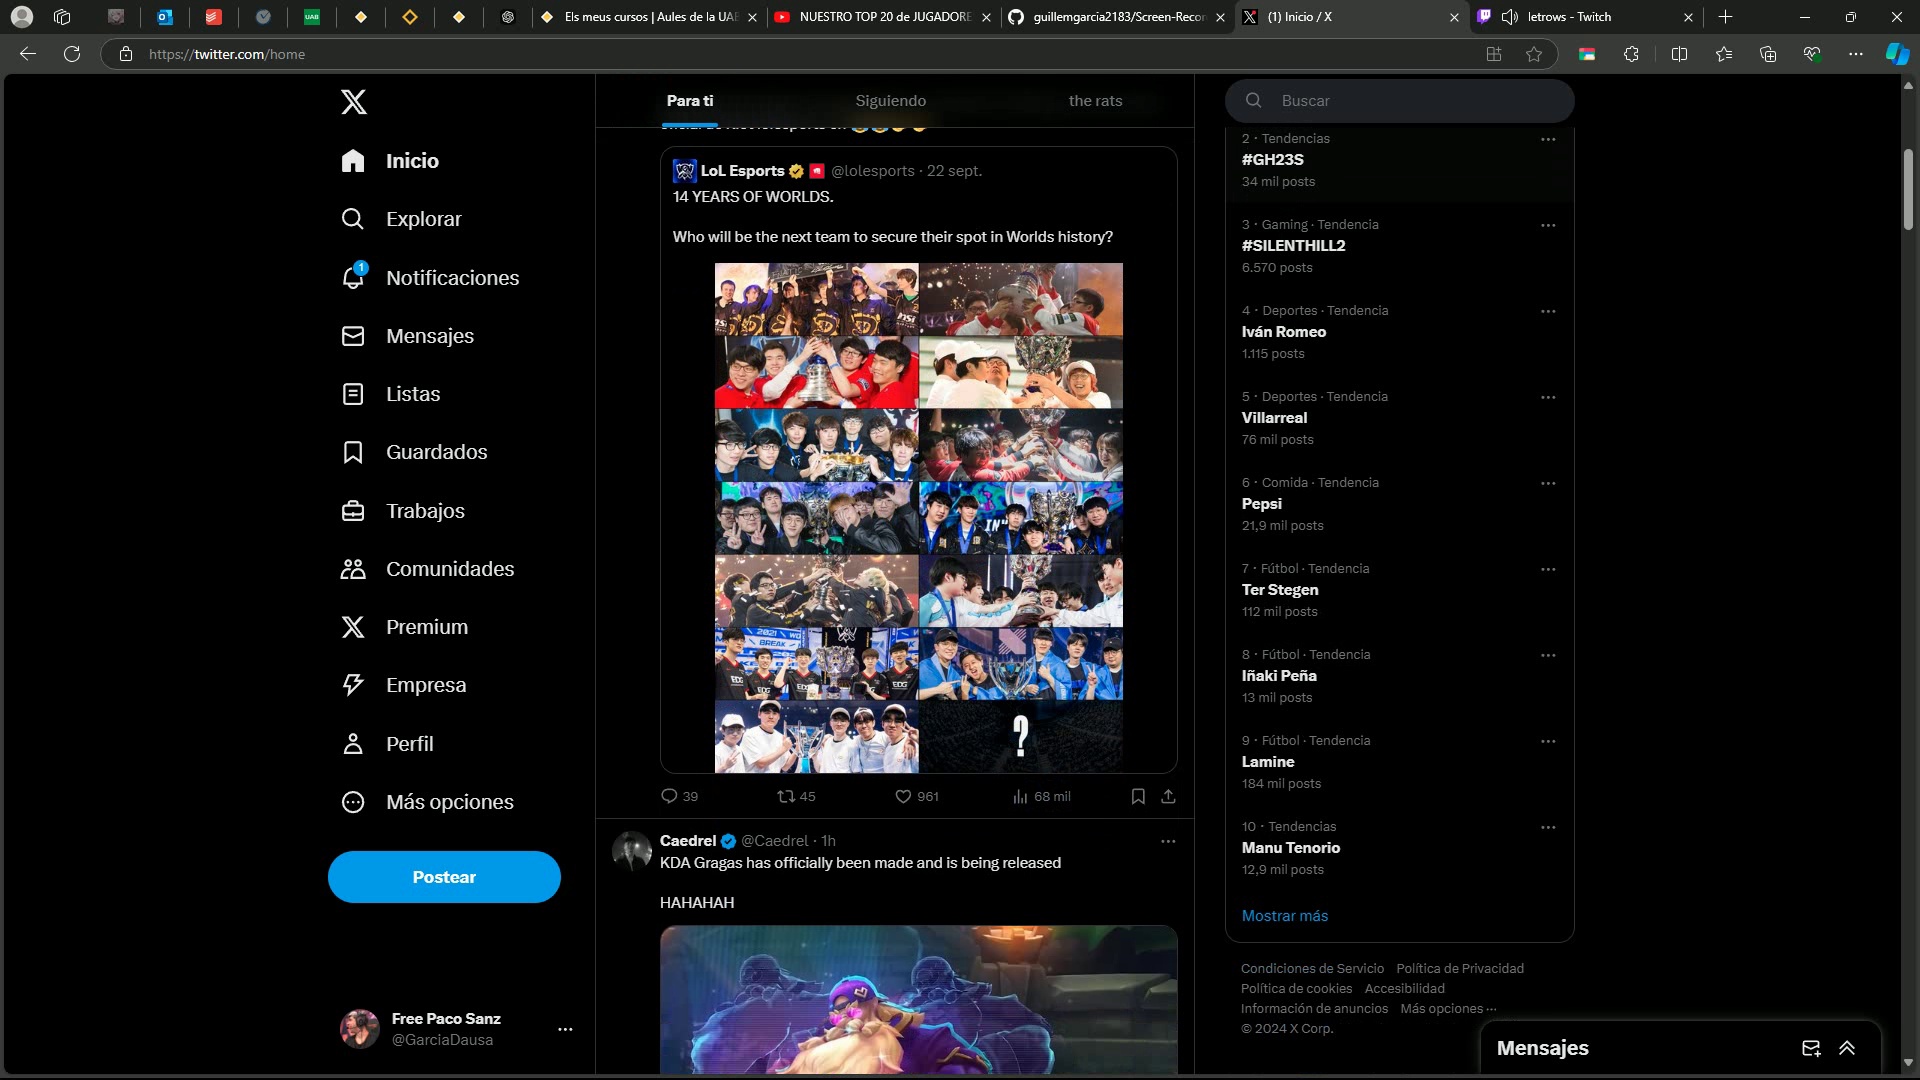 Els meus cursos | Aules de la UAB
NUESTRO TOP 20 de JUGADORE
guillemgarcia2183/Screen-Recor
(1) Inicio / X
letrows - Twitch
https://twitter.com/home
Inicio
Explorar
1
Notificaciones
Mensajes
Listas
Guardados
Trabajos
Comunidades
Premium
Empresa
Perfil
Más opciones
Postear
Free Paco Sanz
@GarciaDausa
Para ti
Siguiendo
the rats
LoL Esports @lolesports · 22 sept.
14 YEARS OF WORLDS.
Who will be the next team to secure their spot in Worlds history?
?
39
45
961
68 mil
Caedrel @Caedrel · 1h
KDA Gragas has officially been made and is being released
HAHAHAH
Buscar
2 · Tendencias
#GH23S
34 mil posts
3 · Gaming · Tendencia
#SILENTHILL2
6.570 posts
4 · Deportes · Tendencia
Iván Romeo
1.115 posts
5 · Deportes · Tendencia
Villarreal
76 mil posts
6 · Comida · Tendencia
Pepsi
21,9 mil posts
7 · Fútbol · Tendencia
Ter Stegen
112 mil posts
8 · Fútbol · Tendencia
Iñaki Peña
13 mil posts
9 · Fútbol · Tendencia
Lamine
184 mil posts
10 · Tendencias
Manu Tenorio
12,9 mil posts
Mostrar más
Condiciones de Servicio Política de Privacidad
Política de cookies Accesibilidad
Información de anuncios Más opciones ···
© 2024 X Corp.
Mensajes